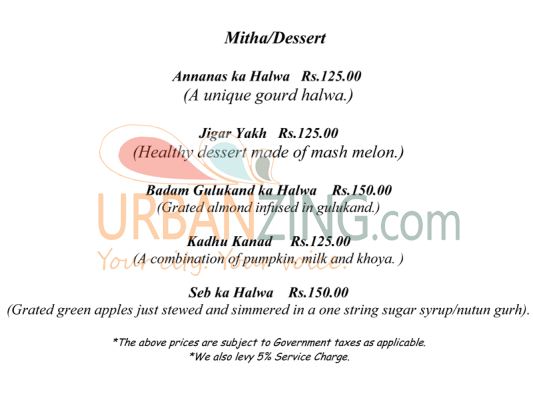 Mitha/Dessert
Annanas ka Halwa Rs.125.00
(A unique gourd halwa.)
Jigar Yakh Rs.125.00
(Healthy dessert made of mash melon.)
Badam Gulukand ka Halwa Rs.150.00
(Grated almond infused in gulukand.)
URBANZING.com
Kadhu Kanad Rs.125.00
Your city. Your voice.
(A combination of pumpkin, milk and khoya. )
Seb ka Halwa Rs.150.00
(Grated green apples just stewed and simmered in a one string sugar syrup/nutun gurh).
*The above prices are subject to Government taxes as applicable.
*We also levy 5% Service Charge.